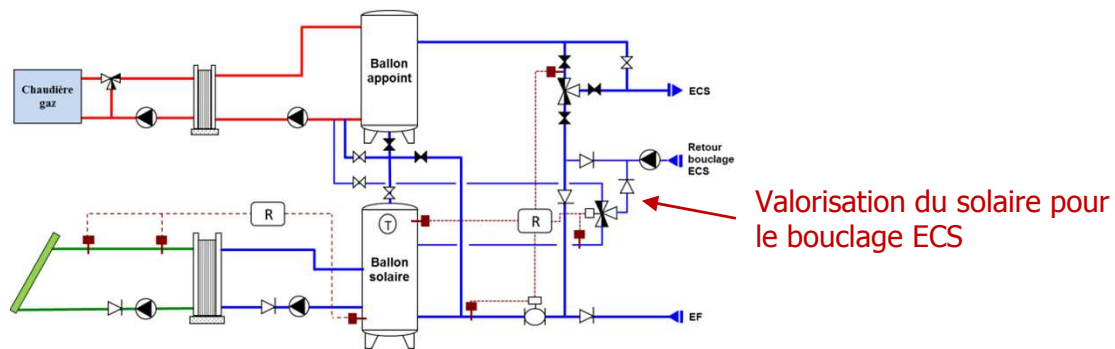 Ballon
appoint
Chaudière
gaz
ECS
Retour
bouclage
ECS
R
T
R
Ballon
solaire
EF
Valorisation du solaire pour
le bouclage ECS